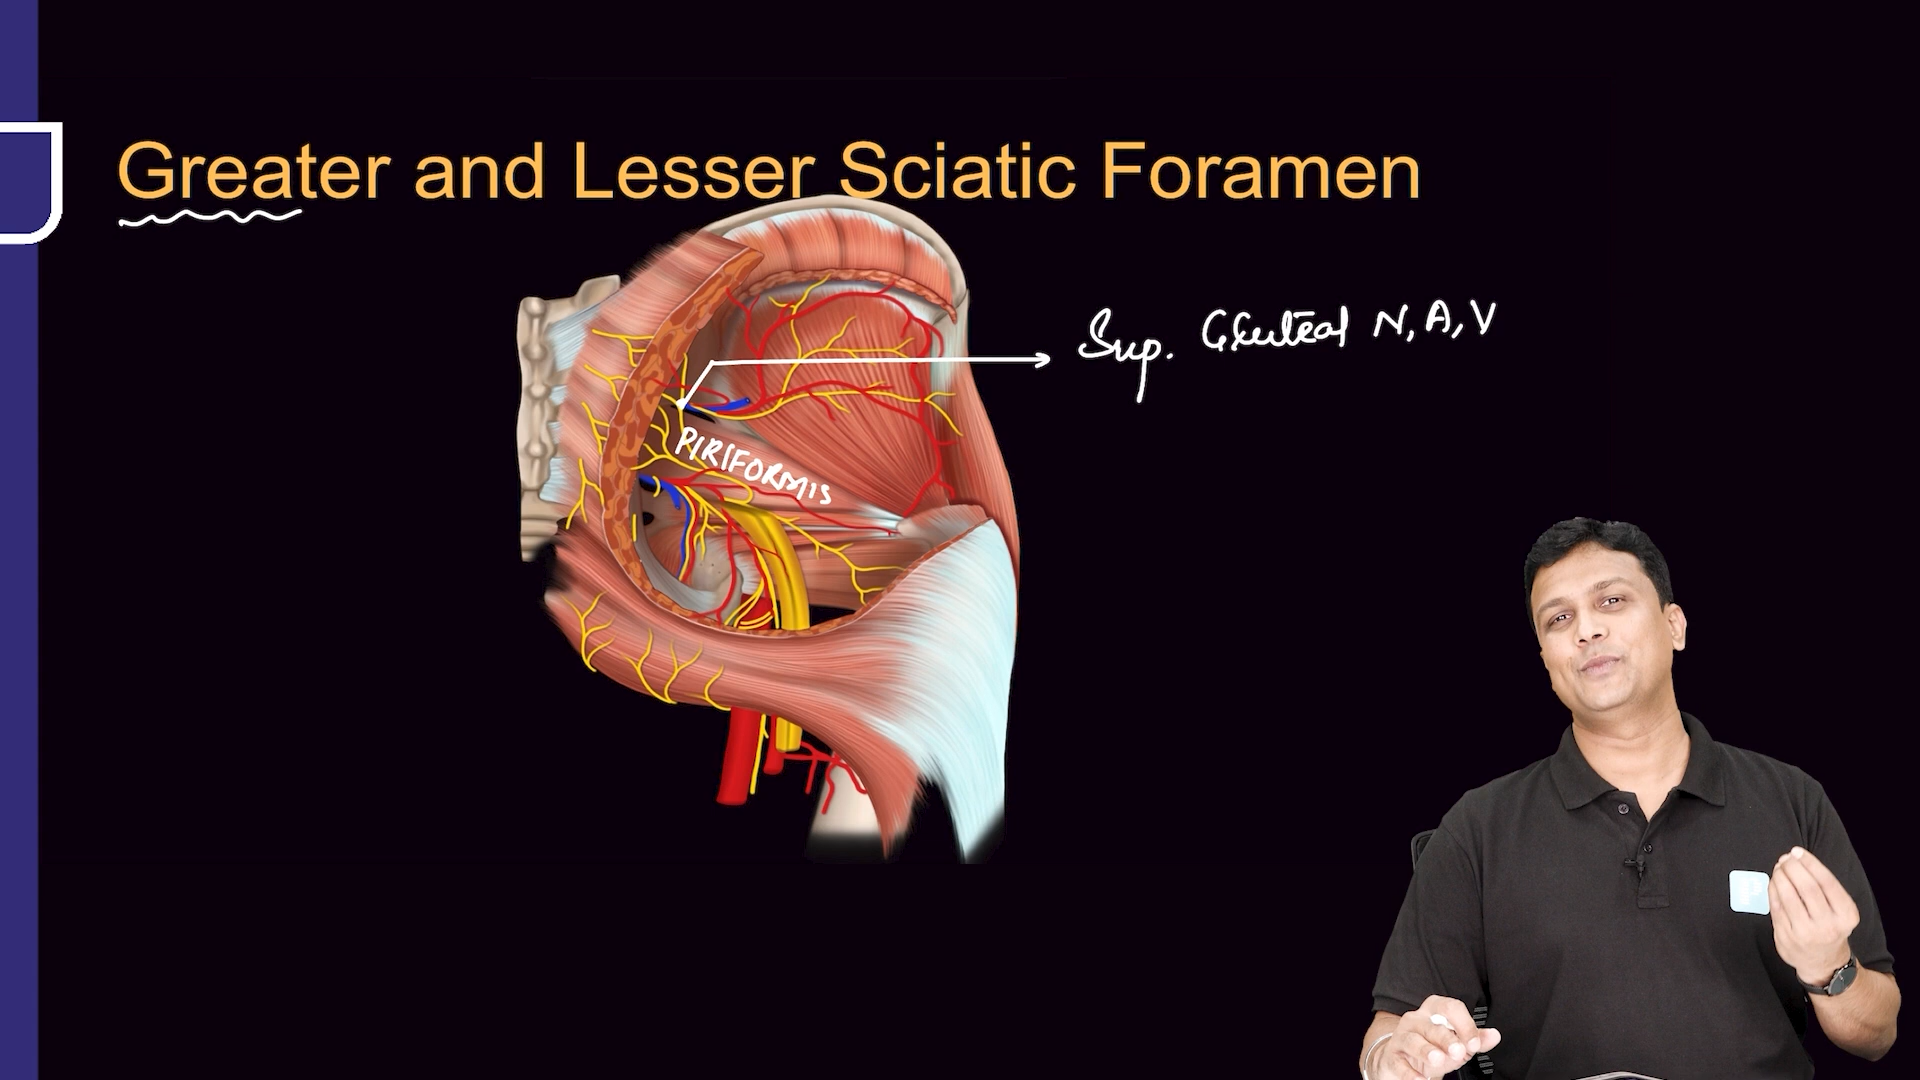 Greater and Lesser Sciatic Foramen
Sup. Gluteal N, A, V
PIRIFORMIS